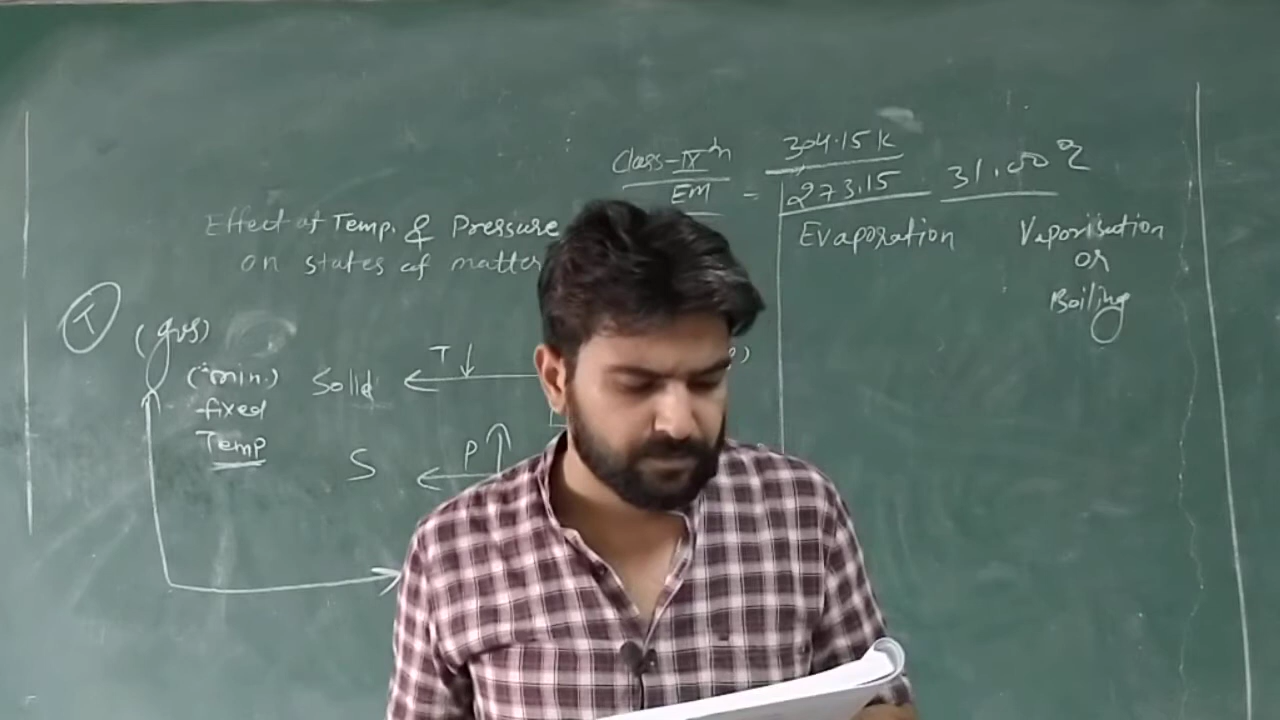 Class-IXth
EM
= 304.15 K
273.15
31.00°C
Effect of Temp. & Pressure
on states of matter
Evaporation
Vaporisation
or
Boiling
T
(gas)
(min.)
fixed
Temp
Solid
T↓
S
P↑